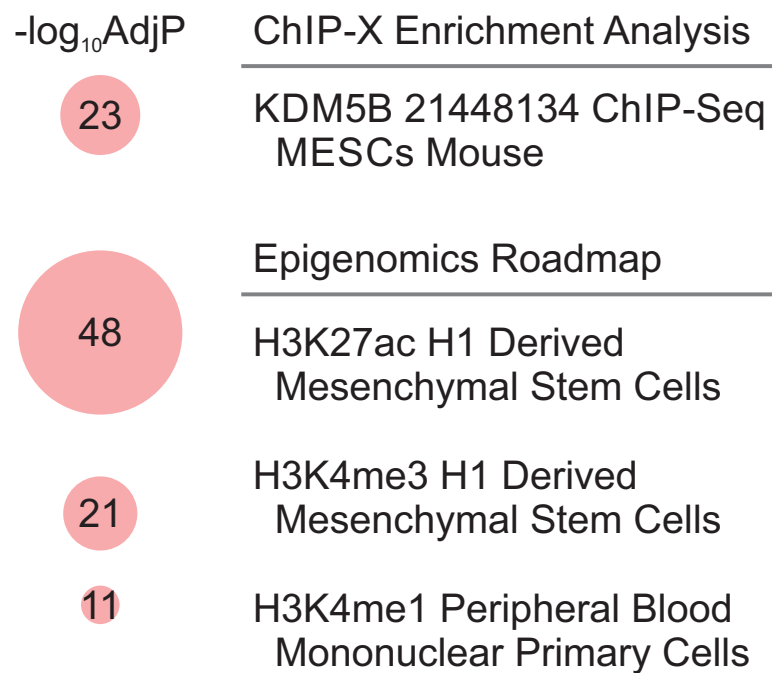 -log₁₀AdjP ChIP-X Enrichment Analysis
23 KDM5B 21448134 ChIP-Seq
MESCs Mouse
Epigenomics Roadmap
48 H3K27ac H1 Derived
Mesenchymal Stem Cells
H3K4me3 H1 Derived
21 Mesenchymal Stem Cells
11 H3K4me1 Peripheral Blood
Mononuclear Primary Cells